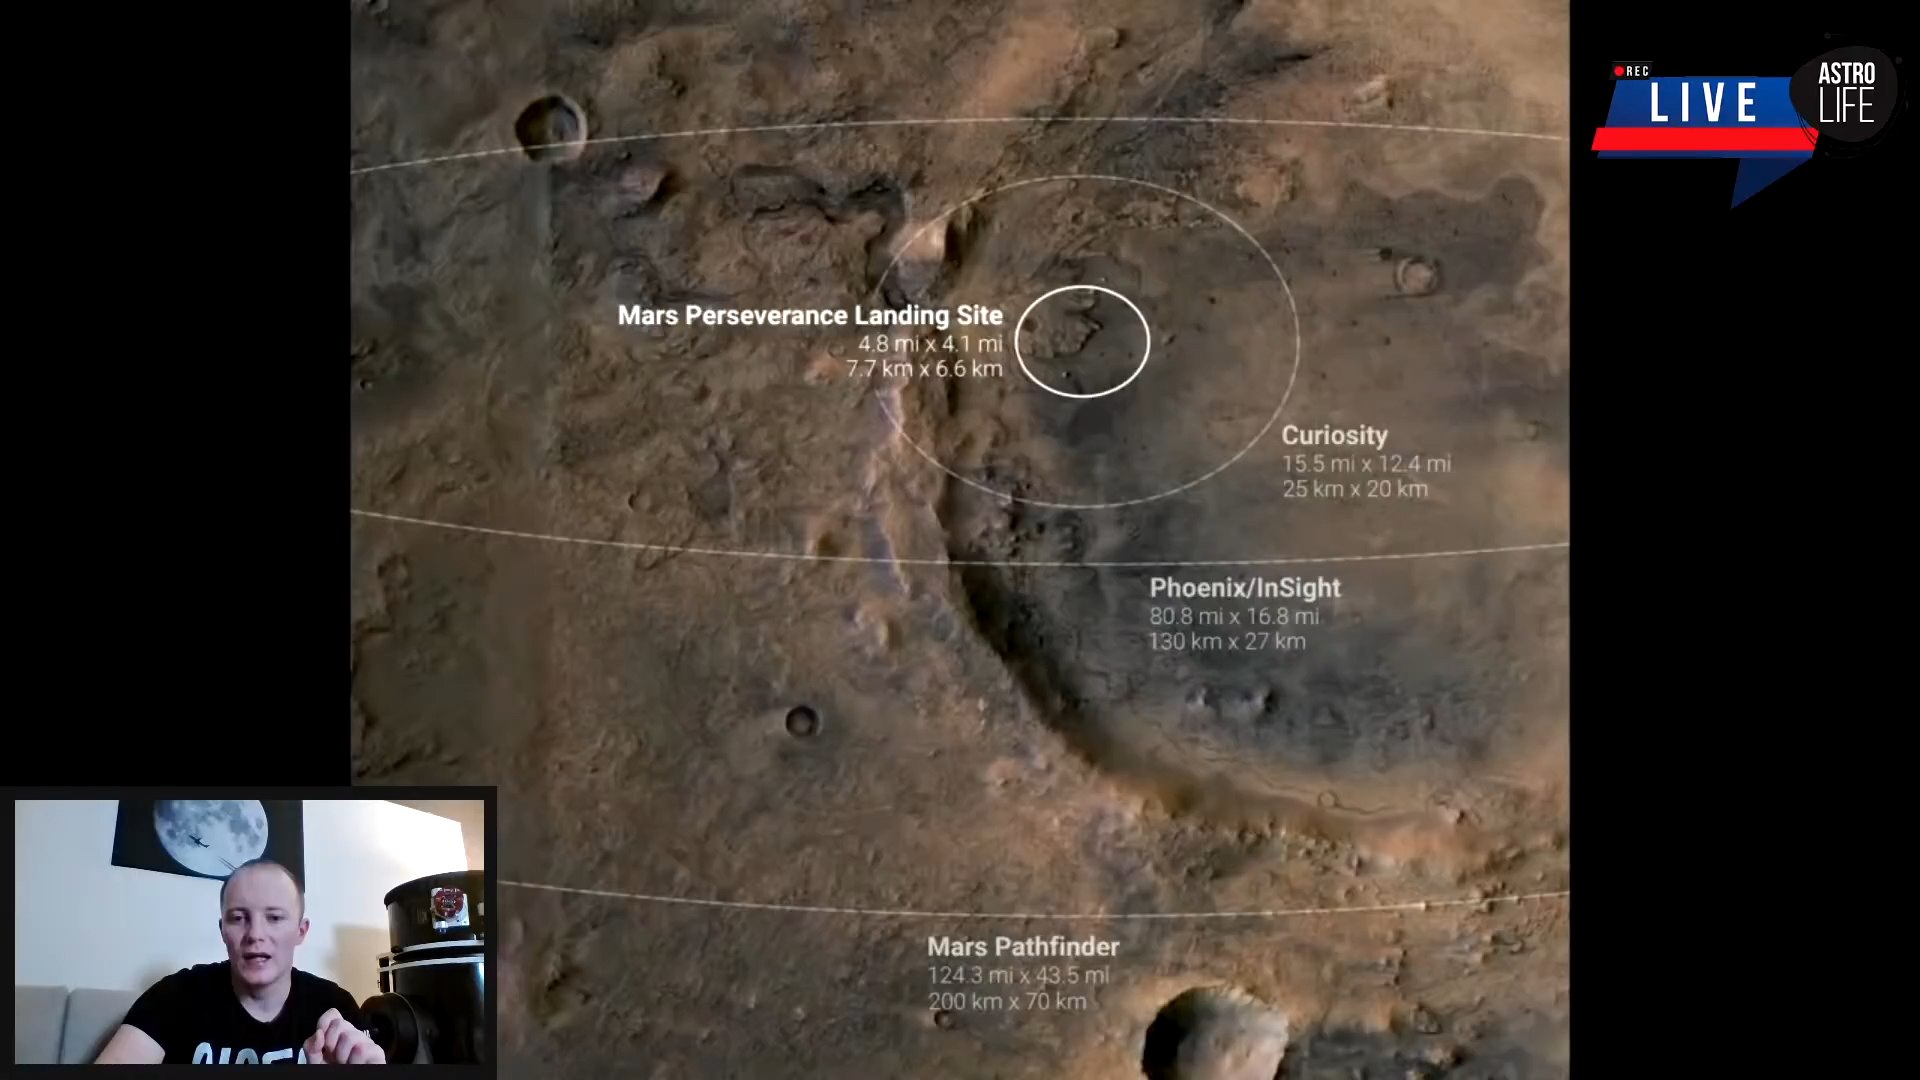 REC
LIVE
ASTRO
LIFE
Mars Perseverance Landing Site
4.8 mi x 4.1 mi
7.7 km x 6.6 km
Curiosity
15.5 mi x 12.4 mi
25 km x 20 km
Phoenix/InSight
80.8 mi x 16.8 mi
130 km x 27 km
Mars Pathfinder
124.3 mi x 43.5 mi
200 km x 70 km